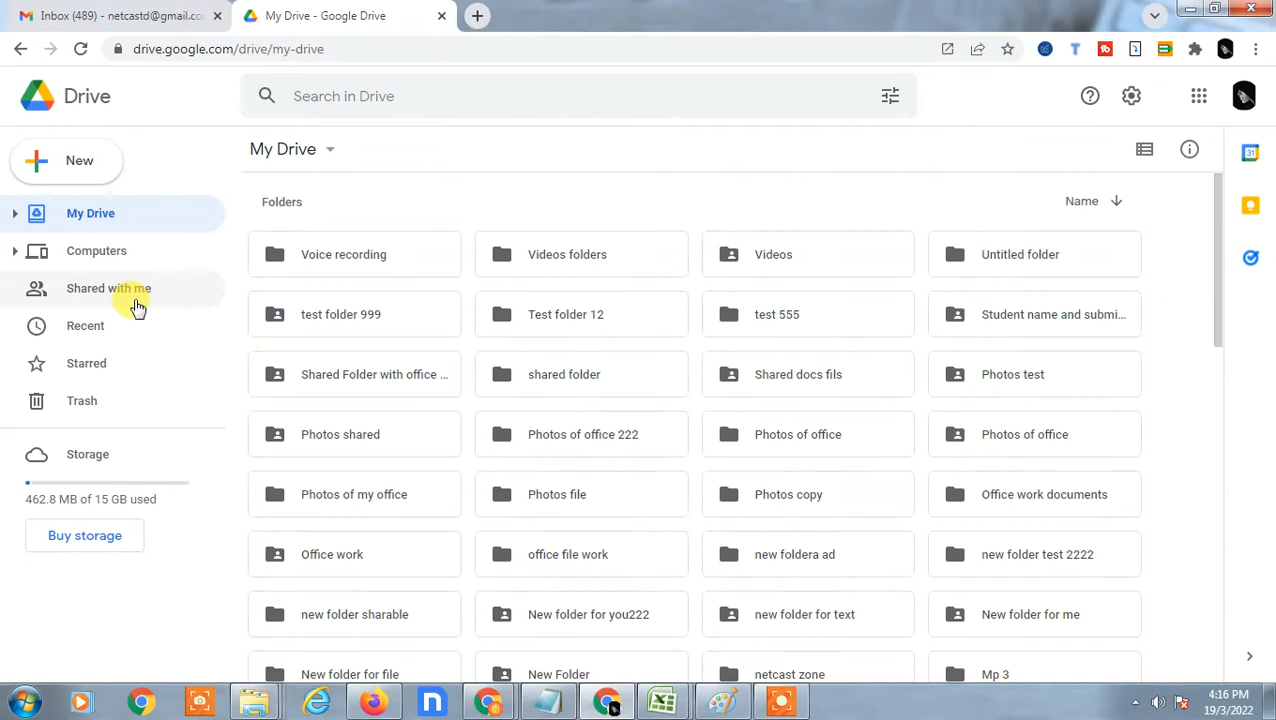 Inbox (489) - netcastd@gmail.co
My Drive - Google Drive
drive.google.com/drive/my-drive
Drive
Search in Drive
New
My Drive
Folders
Name
My Drive
Computers
Shared with me
Recent
Starred
Trash
Storage
462.8 MB of 15 GB used
Buy storage
Voice recording
Videos folders
Videos
Untitled folder
test folder 999
Test folder 12
test 555
Student name and submi...
Shared Folder with office ...
shared folder
Shared docs fils
Photos test
Photos shared
Photos of office 222
Photos of office
Photos of office
Photos of my office
Photos file
Photos copy
Office work documents
Office work
office file work
new foldera ad
new folder test 2222
new folder sharable
New folder for you222
new folder for text
New folder for me
New folder for file
New Folder
netcast zone
Mp 3
31
4:16 PM
19/3/2022